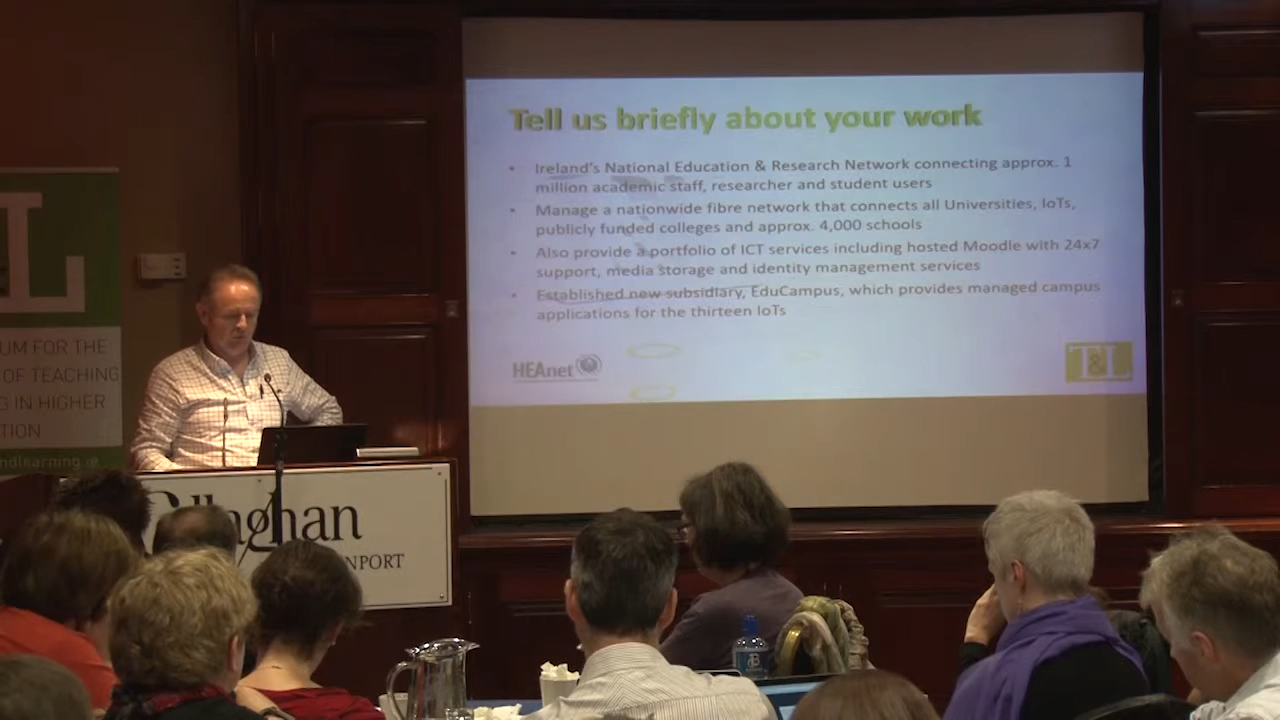 Tell us briefly about your work
• Ireland's National Education & Research Network connecting approx. 1
million academic staff, researcher and student users
• Manage a nationwide fibre network that connects all Universities, IoTs,
publicly funded colleges and approx. 4,000 schools
• Also provide a portfolio of ICT services including hosted Moodle with 24x7
support, media storage and identity management services
• Established new subsidiary, EduCampus, which provides managed campus
applications for the thirteen IoTs
HEAnet
T&L
L
UM FOR THE
OF TEACHING
G IN HIGHER
TION
ndlearning.ie
llaghan
NPORT